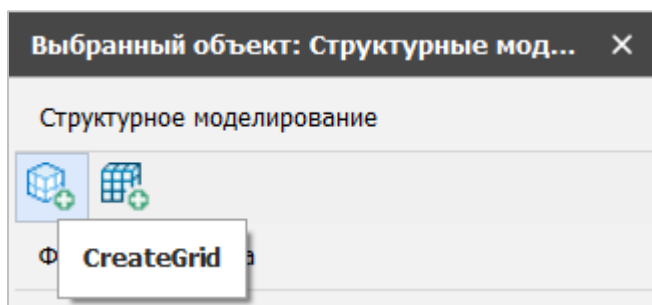 Выбранный объект: Структурные мод...
Структурное моделирование
CreateGrid